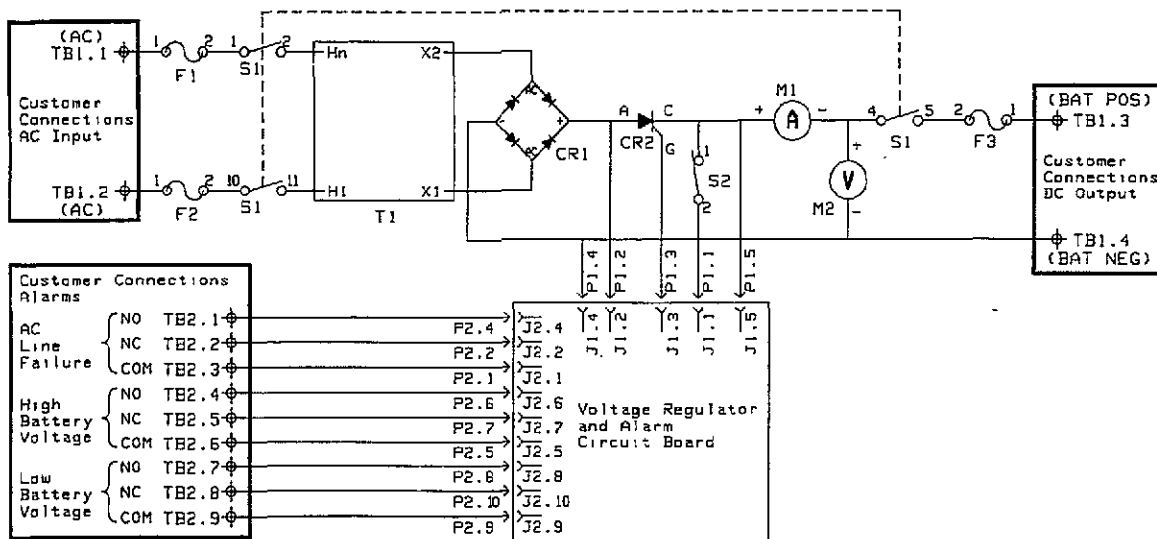 (AC)
TB1.1
1 2
F1
1 2
S1
Customer
Connections
AC Input
TB1.2
(AC)
1 2
F2
10 11
S1
Hn X2
H1 X1
T1
AC
- +
AC
CR1
A C
CR2
G
1
S2
2
M1
+ A -
4 5
S1
2 1
F3
+
V
M2
-
(BAT POS)
TB1.3
Customer
Connections
DC Output
TB1.4
(BAT NEG)
P1.4 P1.2 P1.3 P1.1 P1.5
J1.4 J1.2 J1.3 J1.1 J1.5
Customer Connections
Alarms
AC
Line
Failure
NO TB2.1
NC TB2.2
COM TB2.3
High
Battery
Voltage
NO TB2.4
NC TB2.5
COM TB2.6
Low
Battery
Voltage
NO TB2.7
NC TB2.8
COM TB2.9
P2.4 J2.4
P2.2 J2.2
P2.1 J2.1
P2.6 J2.6
P2.7 J2.7
P2.5 J2.5
P2.8 J2.8
P2.10 J2.10
P2.9 J2.9
Voltage Regulator
and Alarm
Circuit Board